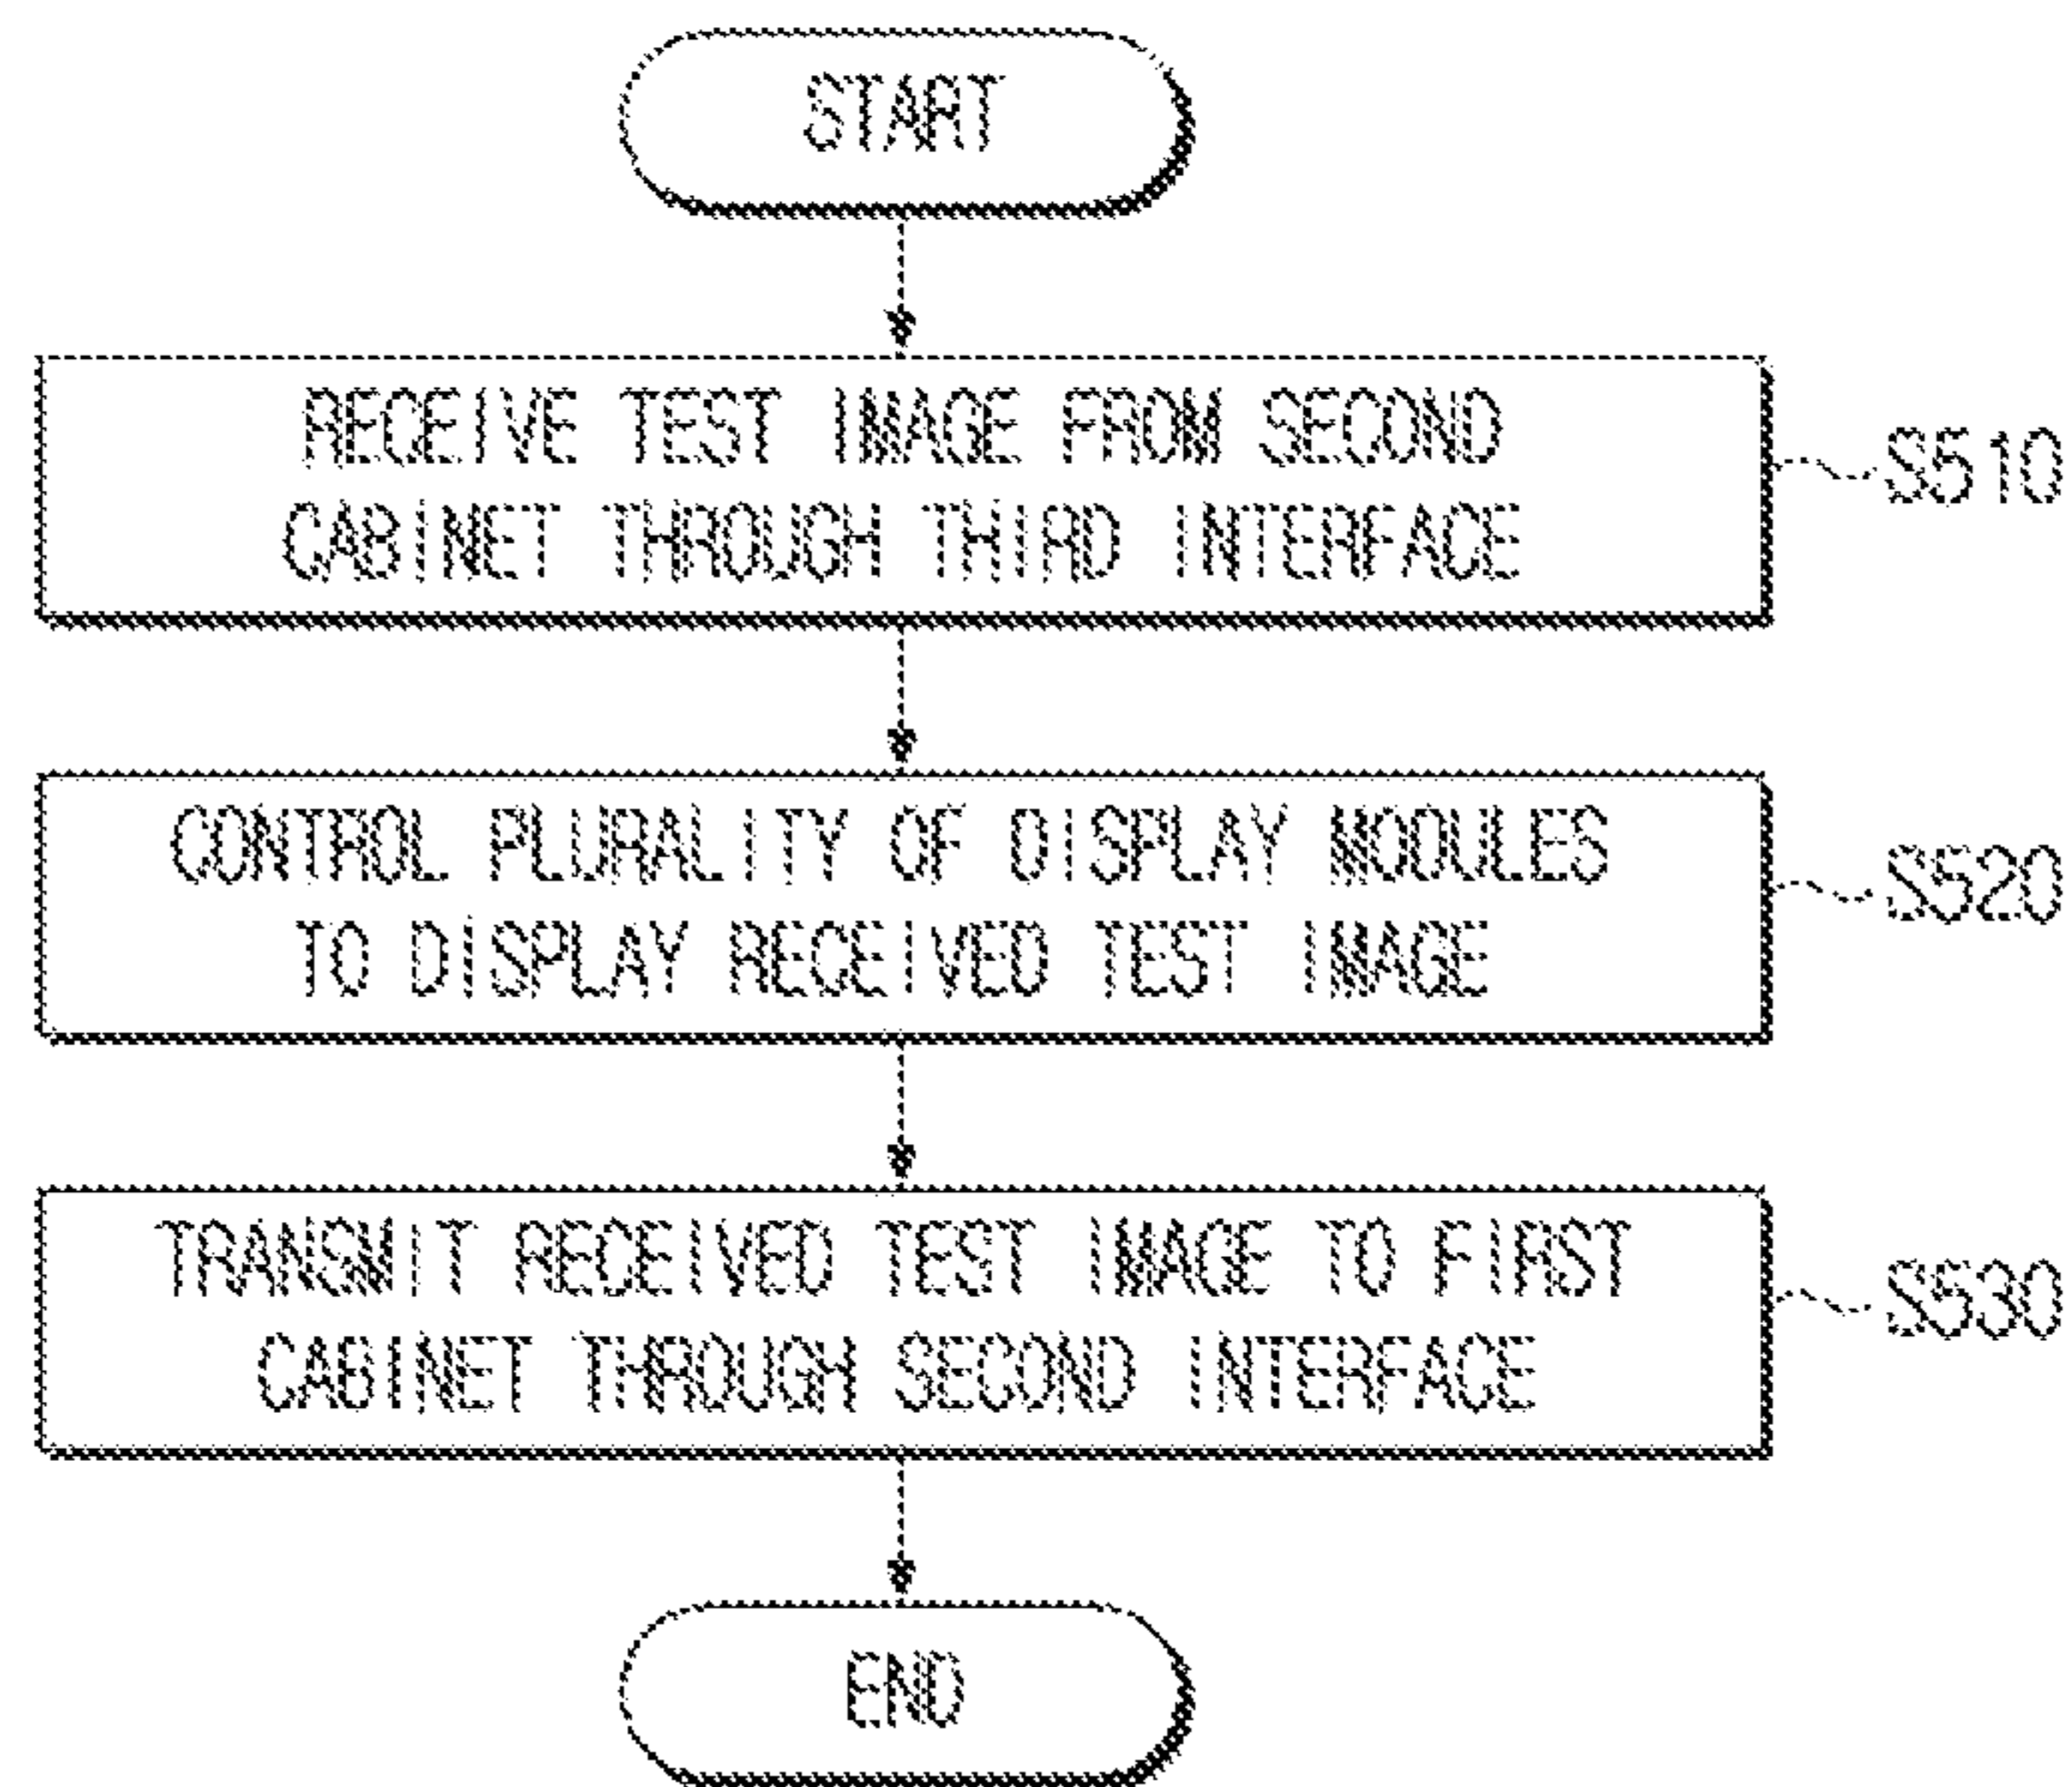 START
RECEIVE TEST IMAGE FROM SECOND
CABINET THROUGH THIRD INTERFACE
S510
CONTROL PLURALITY OF DISPLAY MODULES
TO DISPLAY RECEIVED TEST IMAGE
S520
TRANSMIT RECEIVED TEST IMAGE TO FIRST
CABINET THROUGH SECOND INTERFACE
S530
END